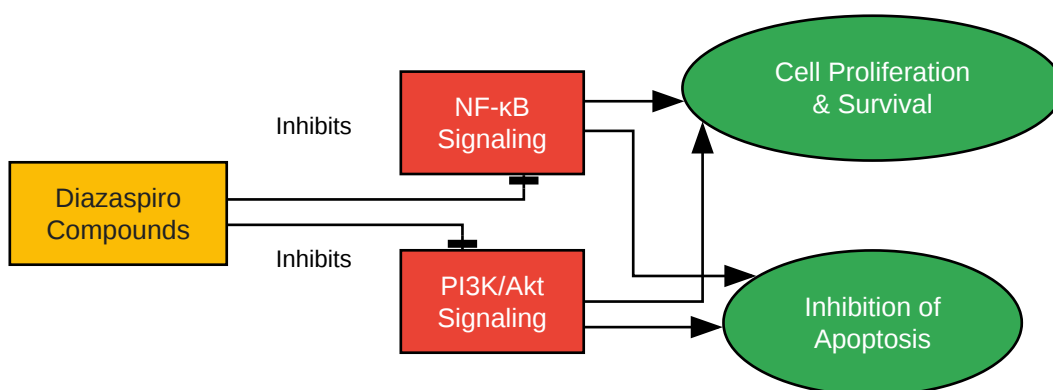 Cell Proliferation
& Survival
NF-κB
Signaling
Inhibits
Diazaspiro
Compounds
Inhibits
PI3K/Akt
Signaling
Inhibition of
Apoptosis